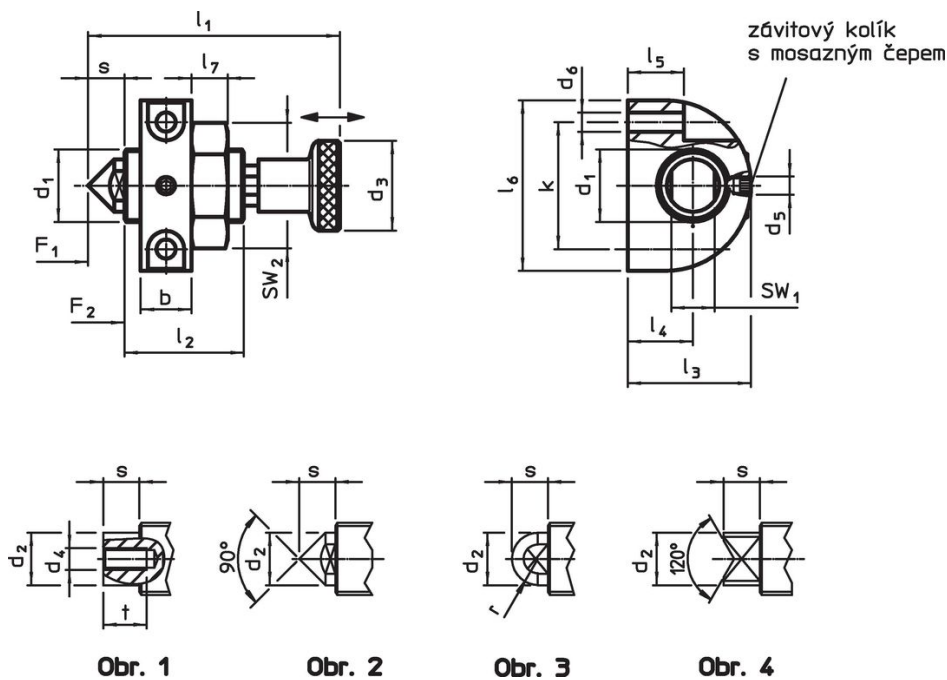 l1
s
l7
d1
d3
F1
SW2
b
F2
l2
závitový kolík
s mosazným čepem
l5
d6
l6
k
d1
d5
SW1
l4
l3
s
d2
d4
t
Obr. 1
s
90°
d2
Obr. 2
s
d2
r
Obr. 3
s
d2
120°
Obr. 4